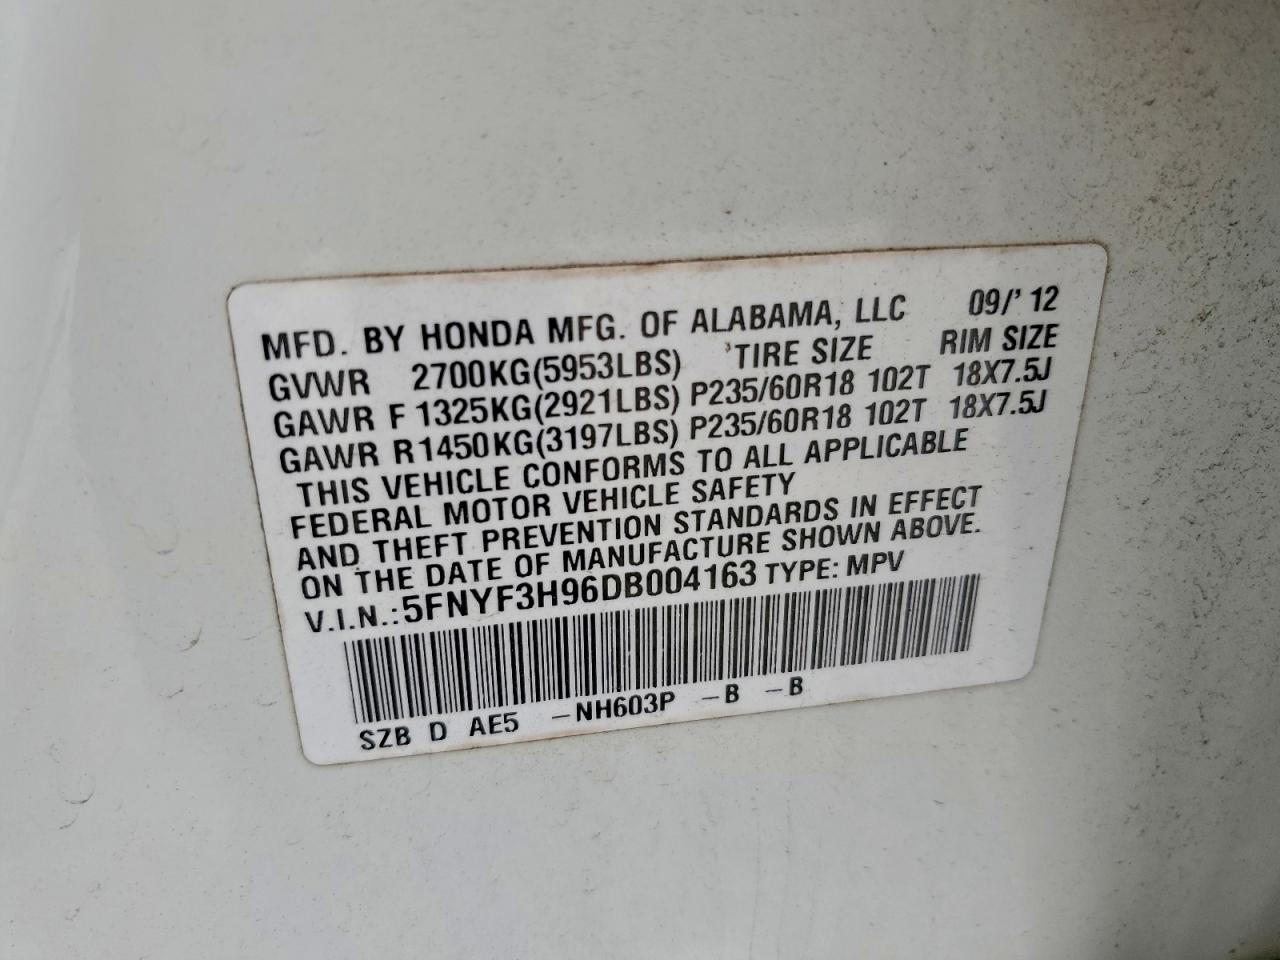 MFD. BY HONDA MFG. OF ALABAMA, LLC 09/'12
GVWR 2700KG(5953LBS) TIRE SIZE RIM SIZE
GAWR F 1325KG(2921LBS) P235/60R18 102T 18X7.5J
GAWR R 1450KG(3197LBS) P235/60R18 102T 18X7.5J
THIS VEHICLE CONFORMS TO ALL APPLICABLE
FEDERAL MOTOR VEHICLE SAFETY
AND THEFT PREVENTION STANDARDS IN EFFECT
ON THE DATE OF MANUFACTURE SHOWN ABOVE.
V.I.N.: 5FNYF3H96DB004163 TYPE: MPV
SZB D AE5 -NH603P -B -B